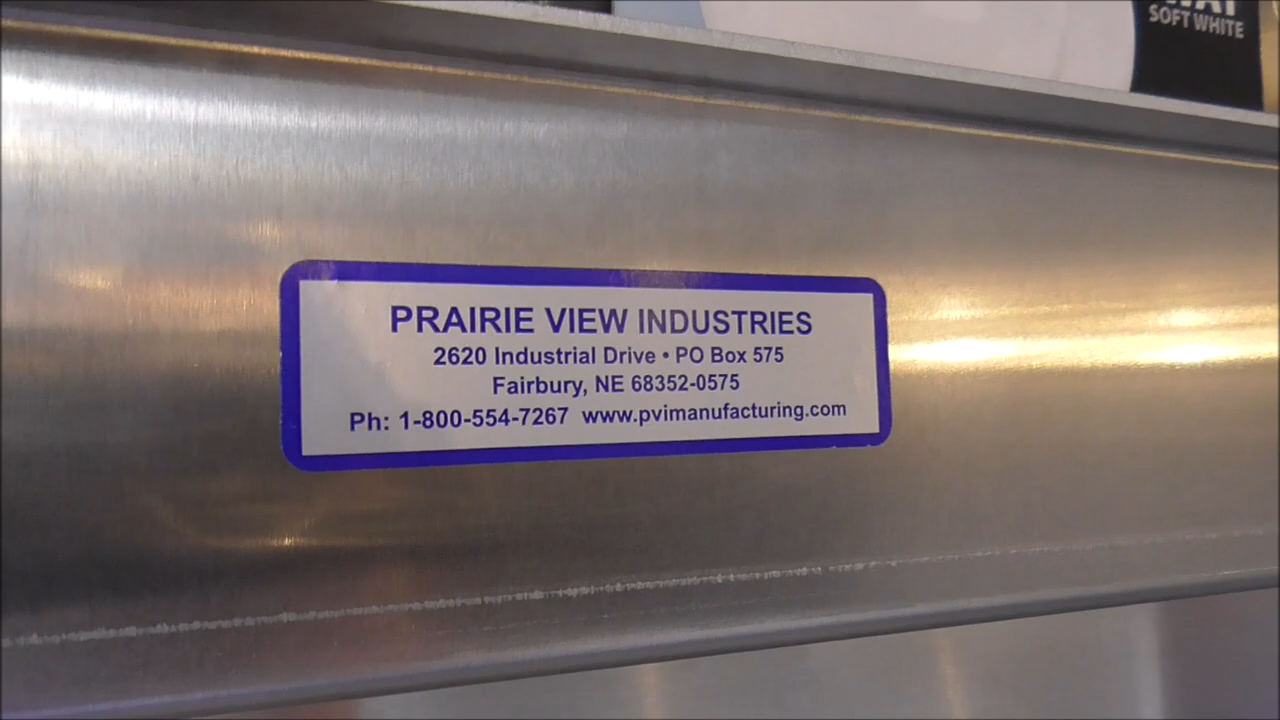 SOFT WHITE
PRAIRIE VIEW INDUSTRIES
2620 Industrial Drive • PO Box 575
Fairbury, NE 68352-0575
Ph: 1-800-554-7267 www.pvimanufacturing.com